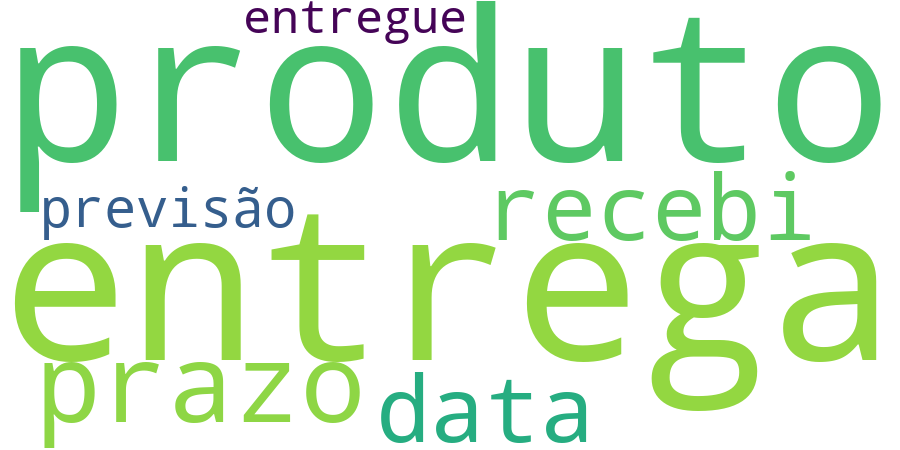 entregue
produto
previsão recebi
entrega
prazo data